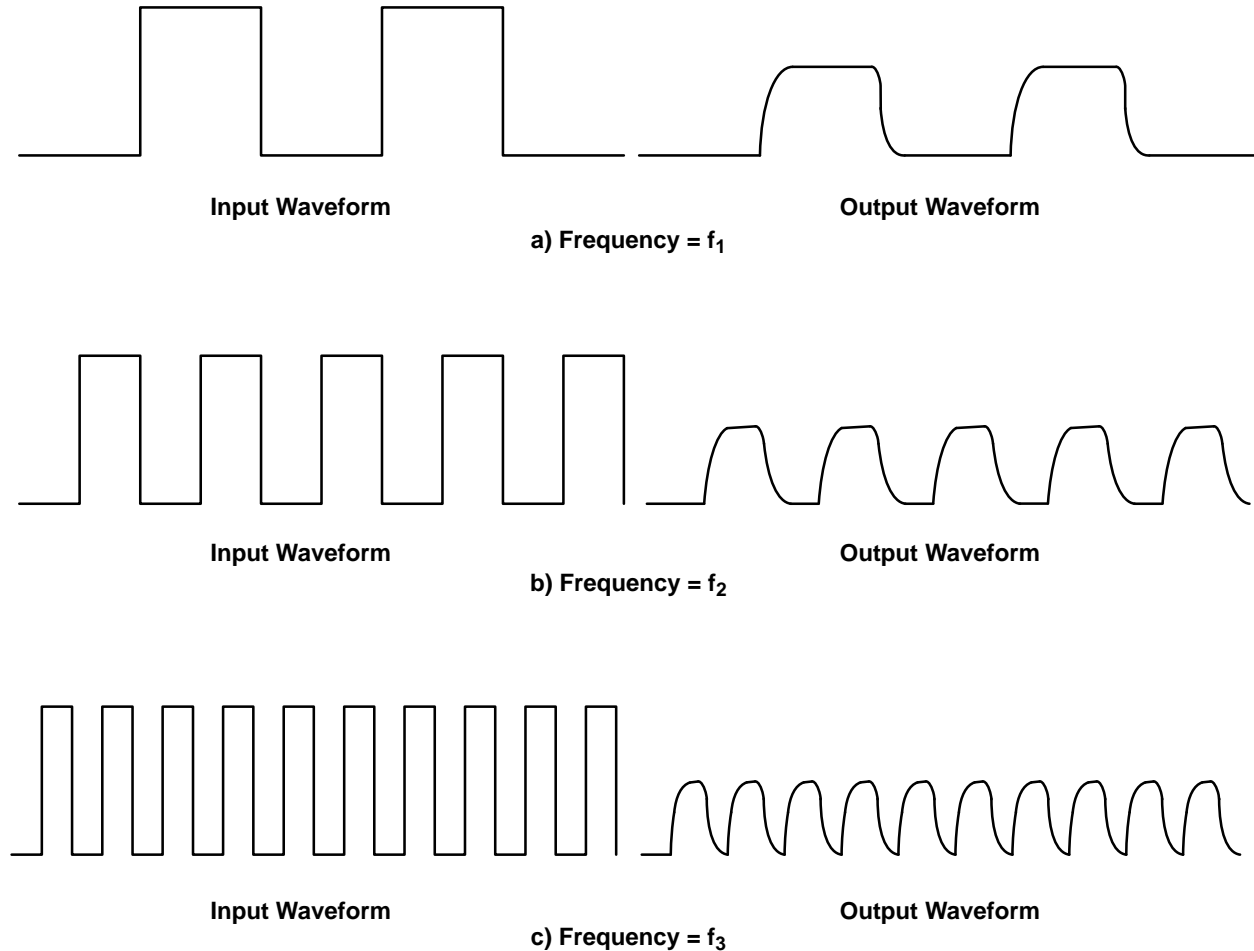 Input Waveform
Output Waveform
a) Frequency = f₁
Input Waveform
Output Waveform
b) Frequency = f₂
Input Waveform
Output Waveform
c) Frequency = f₃